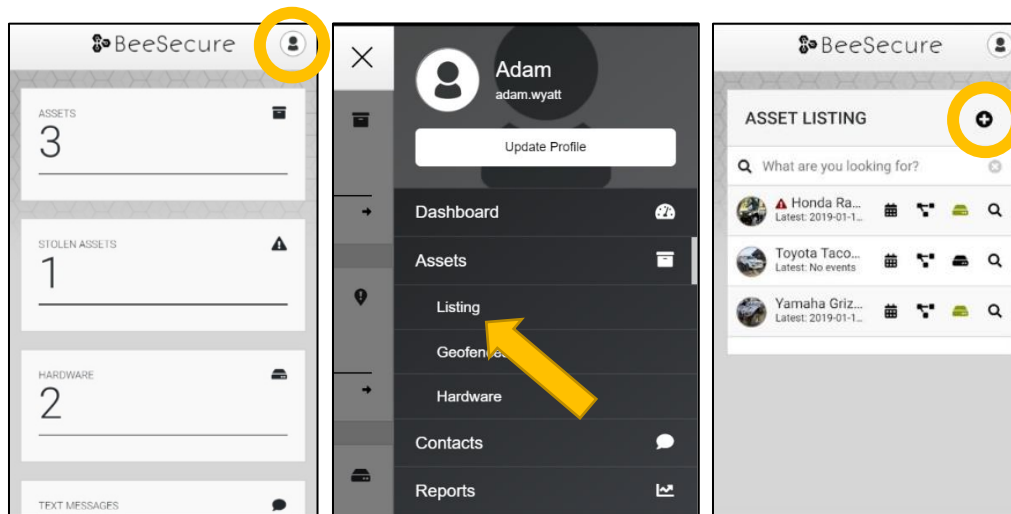 BeeSecure
ASSETS
3
STOLEN ASSETS
1
HARDWARE
2
TEXT MESSAGES
Adam
adam.wyatt
Update Profile
Dashboard
Assets
Listing
Geofences
Hardware
Contacts
Reports
BeeSecure
ASSET LISTING
What are you looking for?
Honda Ra...
Latest: 2019-01-1...
Toyota Taco...
Latest: No events
Yamaha Griz...
Latest: 2019-01-1...